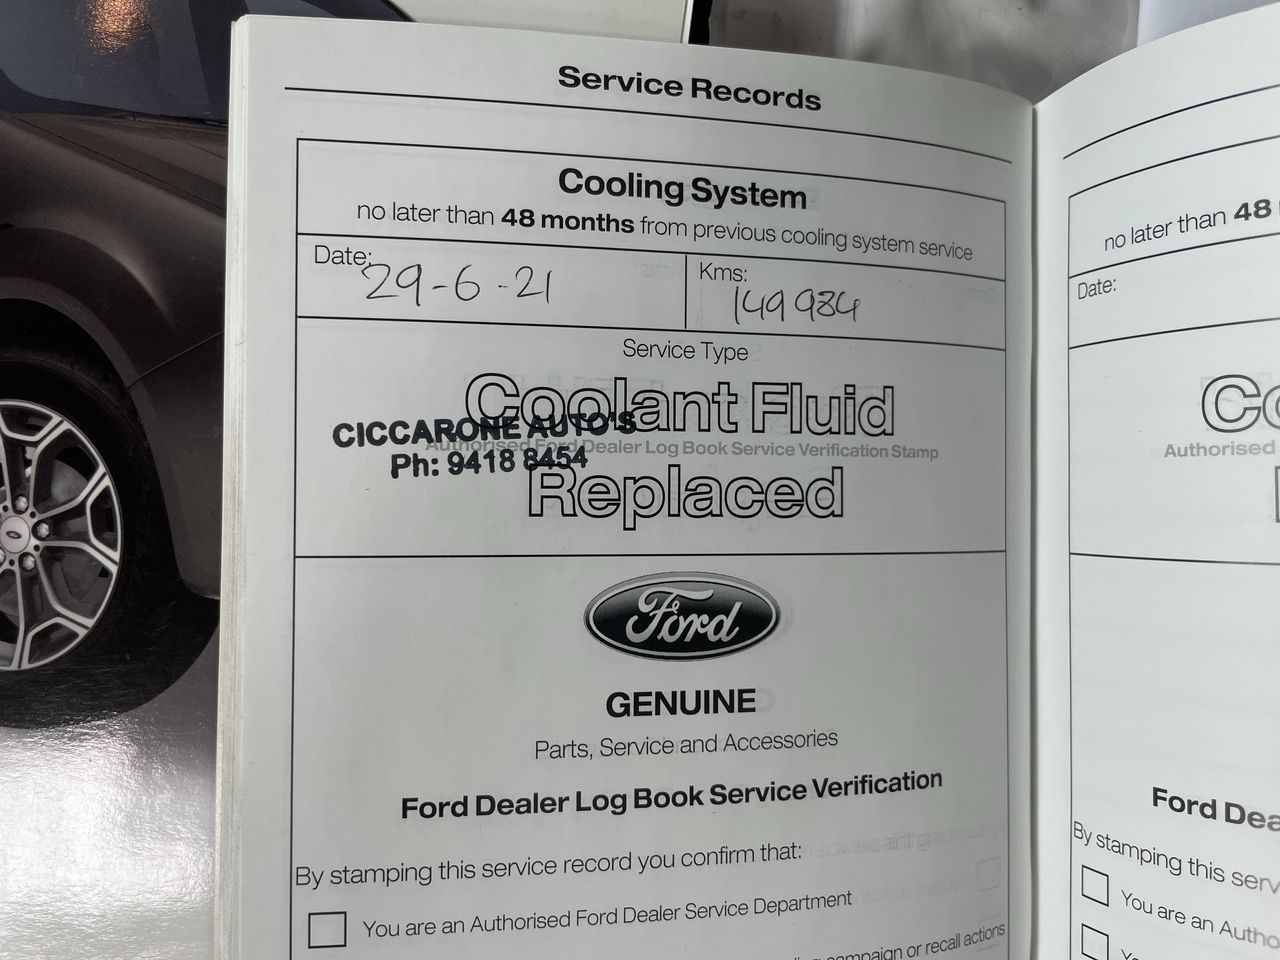 Service Records
Cooling System
no later than 48 months from previous cooling system service
Date: 29-6-21
Kms: 149984
Service Type
Coolant Fluid
CICCARONE AUTO'S
Authorised Ford Dealer Log Book Service Verification Stamp
Ph: 9418 8454
Replaced
Ford
GENUINE
Parts, Service and Accessories
Ford Dealer Log Book Service Verification
By stamping this service record you confirm that:
You are an Authorised Ford Dealer Service Department
campaign or recall actions
no later than 48
Date:
Co
Authorised
Ford Dea
By stamping this serv
You are an Autho